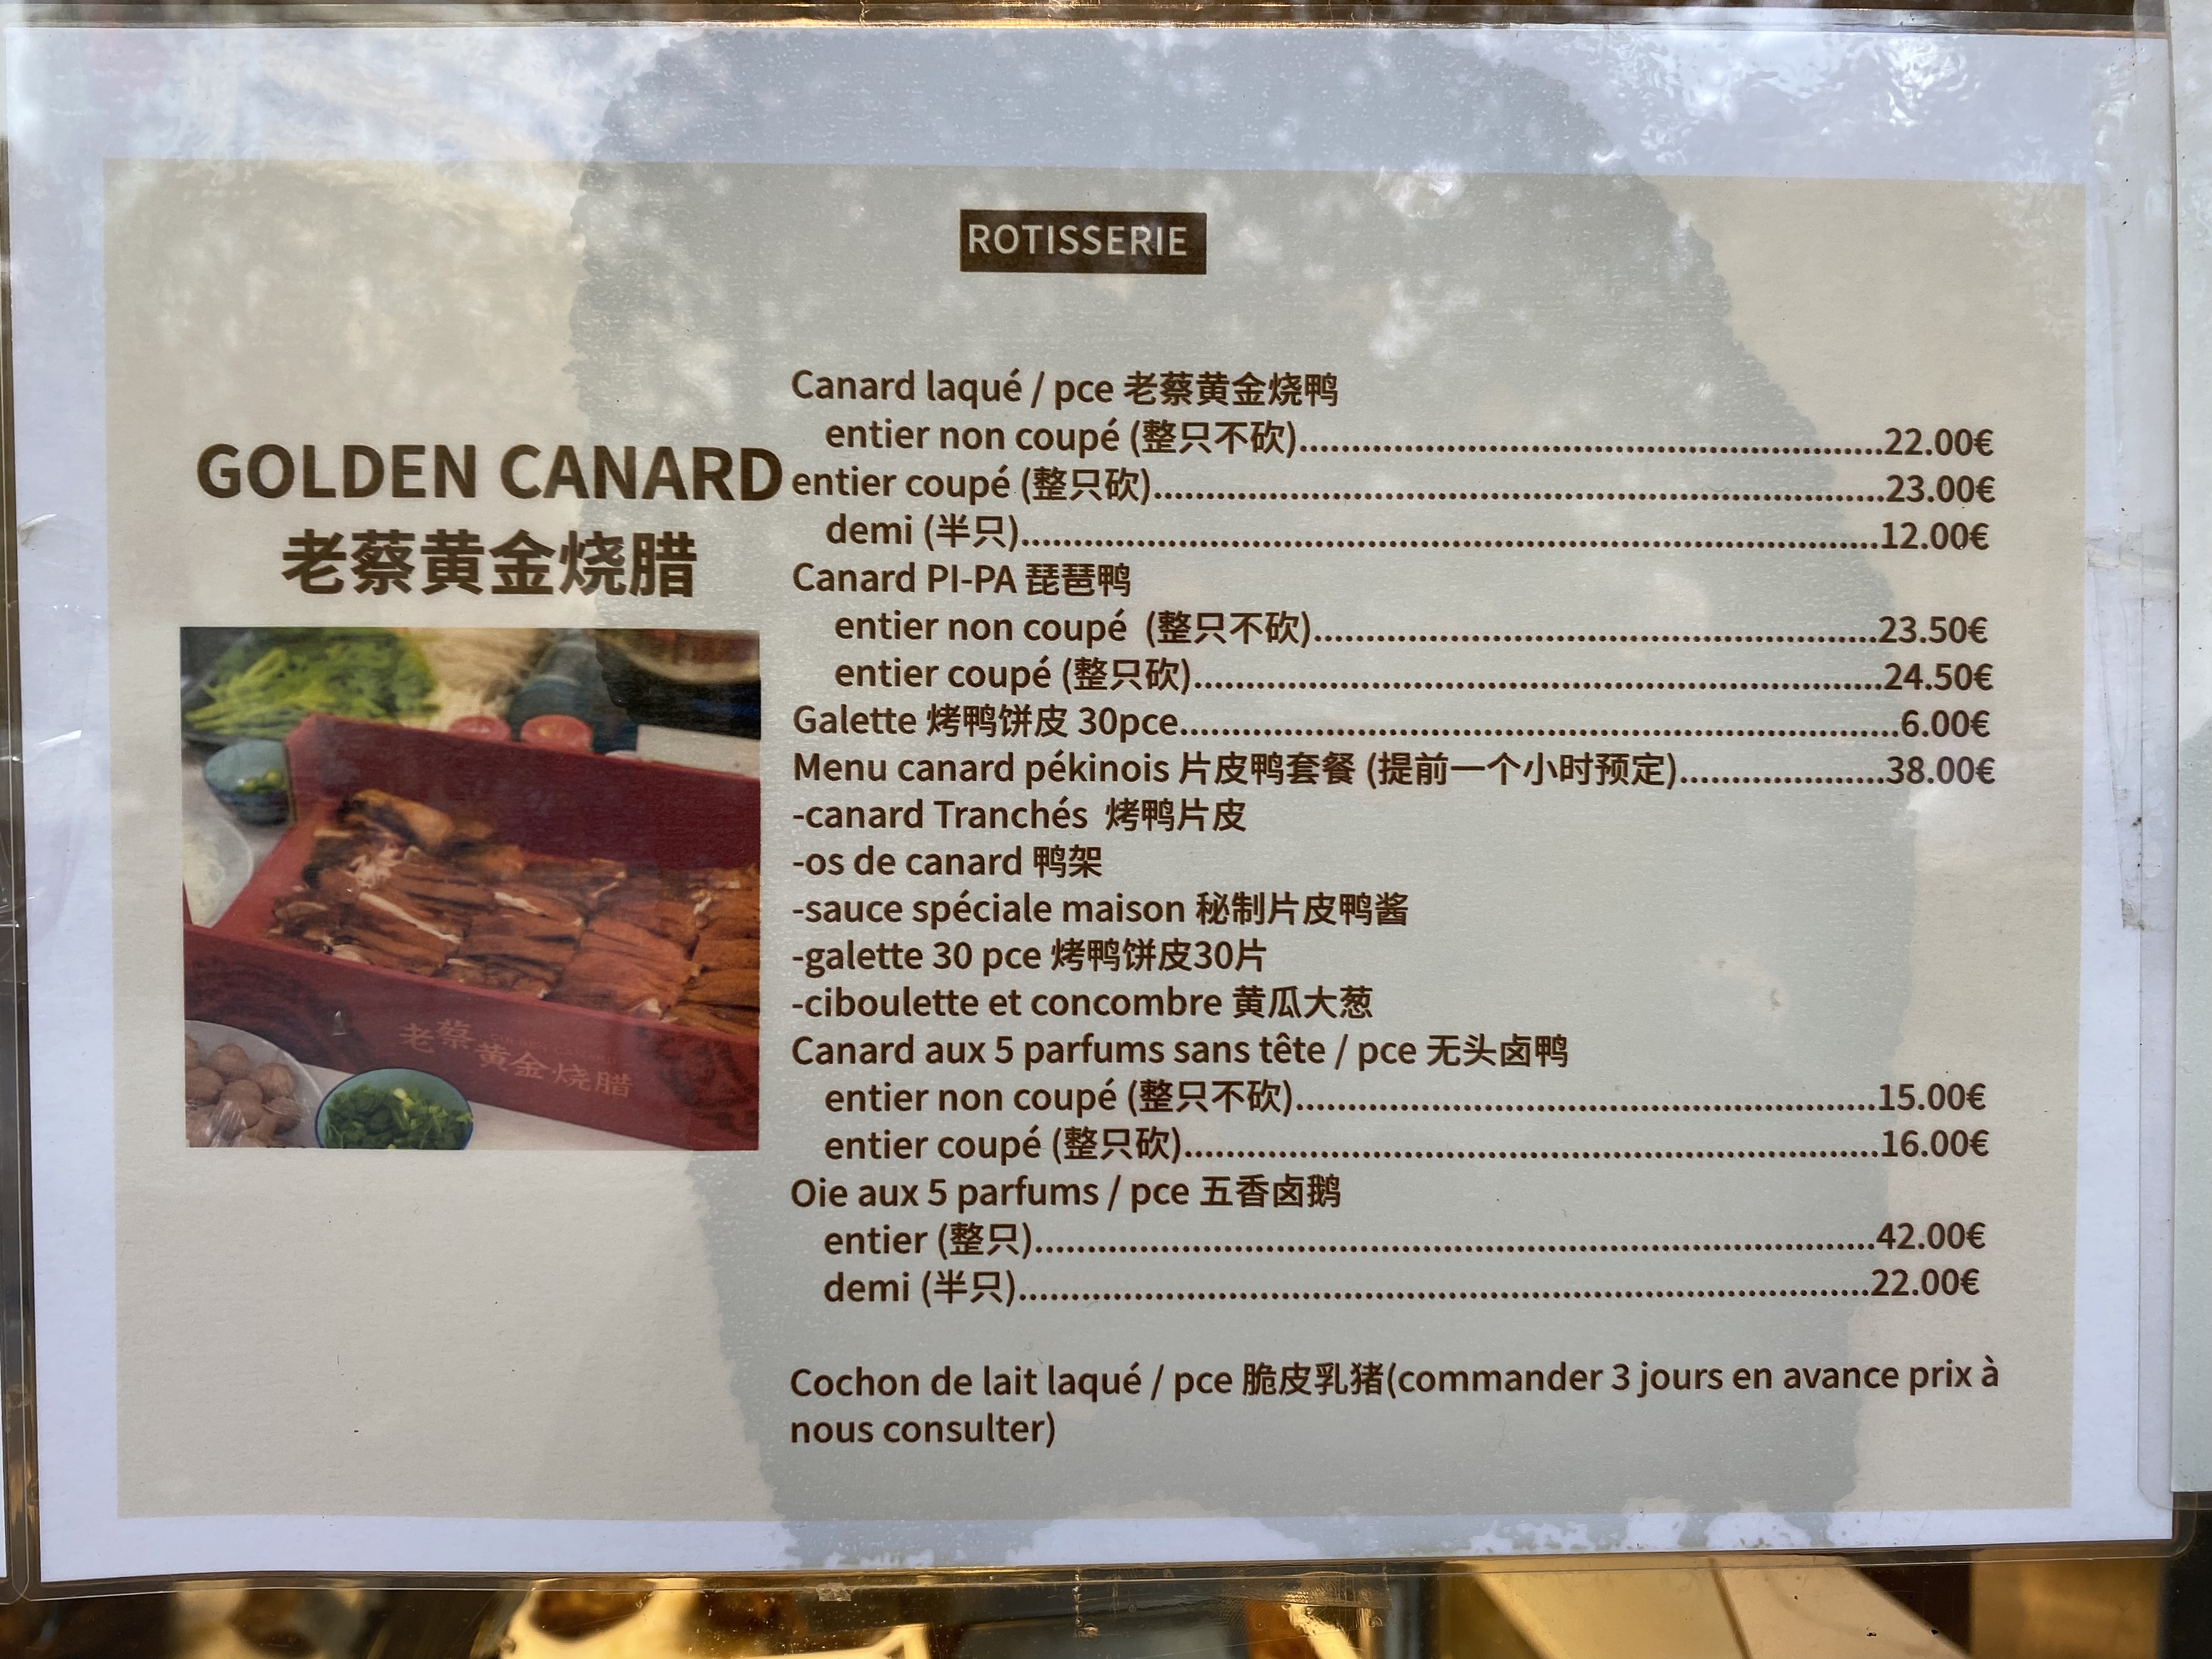 ROTISSERIE
GOLDEN CANARD
老蔡黄金烧腊
老蔡黄金烧腊
Canard laqué / pce 老蔡黄金烧鸭
entier non coupé (整只不砍)........................................................22.00€
entier coupé (整只砍)......................................................................23.00€
demi (半只)..................................................................................12.00€
Canard PI-PA 琵琶鸭
entier non coupé (整只不砍)......................................................23.50€
entier coupé (整只砍)..................................................................24.50€
Galette 烤鸭饼皮 30pce.....................................................................6.00€
Menu canard pékinois 片皮鸭套餐 (提前一个小时预定)....................38.00€
-canard Tranchés 烤鸭片皮
-os de canard 鸭架
-sauce spéciale maison 秘制片皮鸭酱
-galette 30 pce 烤鸭饼皮30片
-ciboulette et concombre 黄瓜大葱
Canard aux 5 parfums sans tête / pce 无头卤鸭
entier non coupé (整只不砍)........................................................15.00€
entier coupé (整只砍)...................................................................16.00€
Oie aux 5 parfums / pce 五香卤鹅
entier (整只)................................................................................42.00€
demi (半只).................................................................................22.00€
Cochon de lait laqué / pce 脆皮乳猪(commander 3 jours en avance prix à
nous consulter)